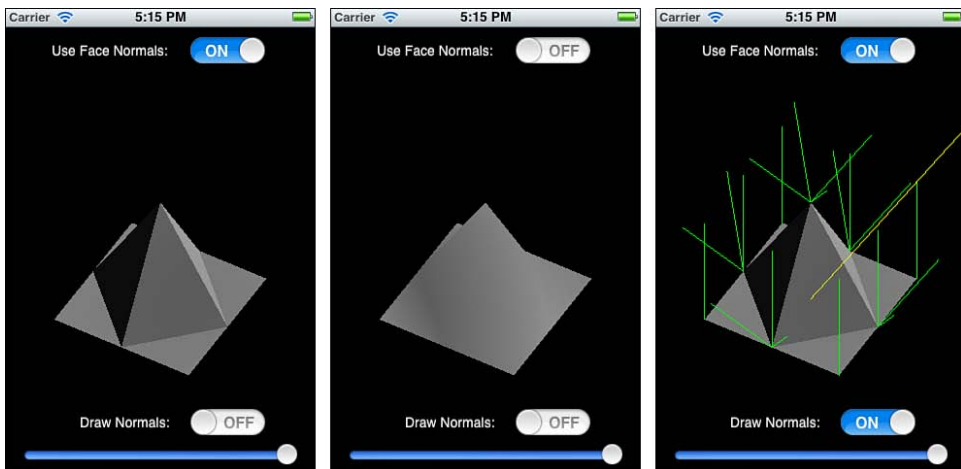 Carrier 5:15 PM
Use Face Normals: ON
Draw Normals: OFF
Carrier 5:15 PM
Use Face Normals: OFF
Draw Normals: OFF
Carrier 5:15 PM
Use Face Normals: ON
Draw Normals: ON